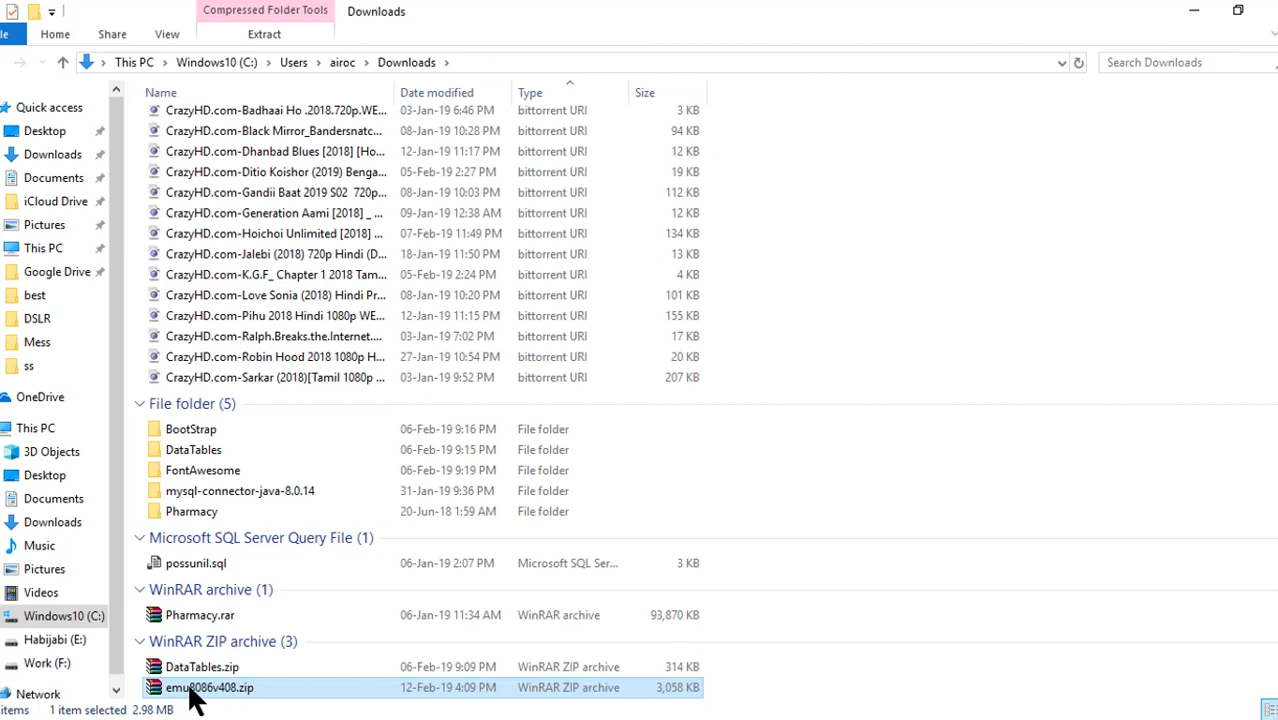 Compressed Folder Tools Downloads
le Home Share View Extract
This PC Windows10 (C:) Users airoc Downloads Search Downloads
Name Date modified Type Size
Quick access
Desktop
Downloads
Documents
iCloud Drive
Pictures
This PC
Google Drive
best
DSLR
Mess
ss
OneDrive
This PC
3D Objects
Desktop
Documents
Downloads
Music
Pictures
Videos
Windows10 (C:)
Habijabi (E:)
Work (F:)
Network
CrazyHD.com-Badhaai Ho .2018.720p.WE... 03-Jan-19 6:46 PM bittorrent URI 3 KB
CrazyHD.com-Black Mirror_Bandersnatc... 08-Jan-19 10:28 PM bittorrent URI 94 KB
CrazyHD.com-Dhanbad Blues [2018] [Ho... 12-Jan-19 11:17 PM bittorrent URI 12 KB
CrazyHD.com-Ditio Koishor (2019) Benga... 05-Feb-19 2:27 PM bittorrent URI 19 KB
CrazyHD.com-Gandii Baat 2019 S02 720p... 08-Jan-19 10:03 PM bittorrent URI 112 KB
CrazyHD.com-Generation Aami [2018] _ ... 09-Jan-19 12:38 AM bittorrent URI 12 KB
CrazyHD.com-Hoichoi Unlimited [2018] ... 07-Feb-19 11:49 PM bittorrent URI 134 KB
CrazyHD.com-Jalebi (2018) 720p Hindi (D... 18-Jan-19 11:50 PM bittorrent URI 13 KB
CrazyHD.com-K.G.F_ Chapter 1 2018 Tam... 05-Feb-19 2:24 PM bittorrent URI 4 KB
CrazyHD.com-Love Sonia (2018) Hindi Pr... 08-Jan-19 10:20 PM bittorrent URI 101 KB
CrazyHD.com-Pihu 2018 Hindi 1080p WE... 12-Jan-19 11:15 PM bittorrent URI 155 KB
CrazyHD.com-Ralph.Breaks.the.Internet.... 03-Jan-19 7:02 PM bittorrent URI 17 KB
CrazyHD.com-Robin Hood 2018 1080p H... 27-Jan-19 10:54 PM bittorrent URI 20 KB
CrazyHD.com-Sarkar (2018)[Tamil 1080p ... 03-Jan-19 9:52 PM bittorrent URI 207 KB
File folder (5)
BootStrap 06-Feb-19 9:16 PM File folder
DataTables 06-Feb-19 9:15 PM File folder
FontAwesome 06-Feb-19 9:19 PM File folder
mysql-connector-java-8.0.14 31-Jan-19 9:36 PM File folder
Pharmacy 20-Jun-18 1:59 AM File folder
Microsoft SQL Server Query File (1)
possunil.sql 06-Jan-19 2:07 PM Microsoft SQL Ser... 3 KB
WinRAR archive (1)
Pharmacy.rar 06-Jan-19 11:34 AM WinRAR archive 93,870 KB
WinRAR ZIP archive (3)
DataTables.zip 06-Feb-19 9:09 PM WinRAR ZIP archive 314 KB
emu8086v408.zip 12-Feb-19 4:09 PM WinRAR ZIP archive 3,058 KB
items 1 item selected 2.98 MB